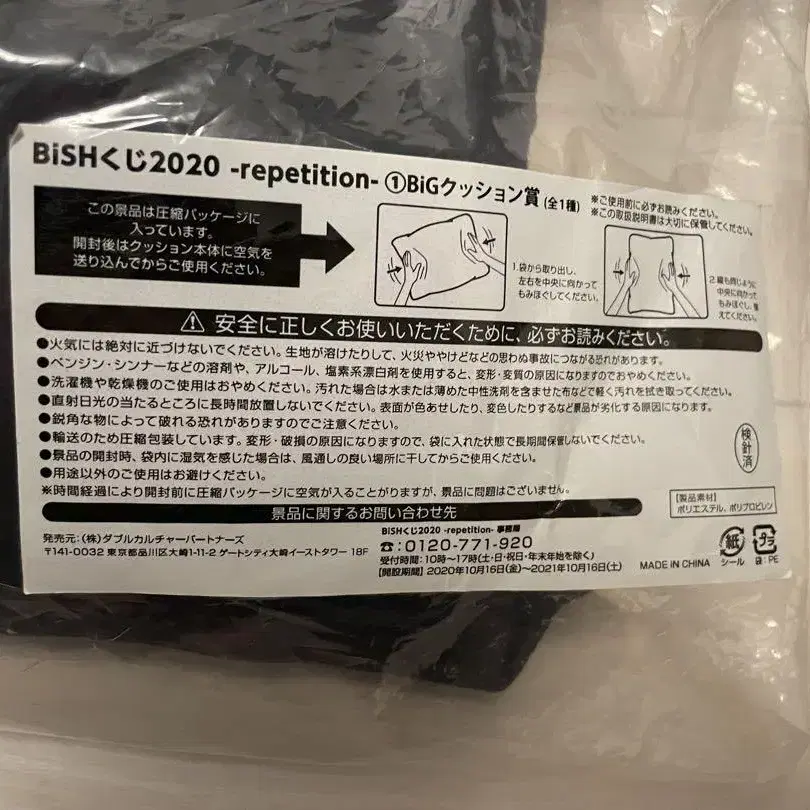 BiSHくじ2020 -repetition- ①BiGクッション賞 (全1種)
※ご使用前に必ずお読みください。
※この取扱説明書は大切に保管してください。
この景品は圧縮パッケージに
入っています。
開封後はクッション本体に空気を
送り込んでからご使用ください。
1.袋から取り出し、
左右を中央に向かって
もみほぐしてください。
2.縦も同じように
中央に向かって
もみほぐし、整
えてください。
⚠ 安全に正しくお使いいただくために、必ずお読みください。
●火気には絶対に近づけないでください。生地が溶けたりして、火災ややけどなどの思わぬ事故につながる恐れがあります。
●ベンジン・シンナーなどの溶剤や、アルコール、塩素系漂白剤を使用すると、変形・変質の原因になりますのでおやめください。
●洗濯機や乾燥機のご使用はおやめください。汚れた場合は水または薄めた中性洗剤を含ませた布などで軽く汚れを拭き取ってください。
●直射日光の当たるところに長時間放置しないでください。表面が色あせしたり、変色したりするなど景品が劣化する原因になります。
●鋭角な物によって破れる恐れがありますのでご注意ください。
●輸送のため圧縮包装しています。変形・破損の原因になりますので、袋に入れた状態で長期間保管しないでください。
●景品の開封時、袋内に湿気を感じた場合は、風通しの良い場所に干してからご使用ください。
●用途以外のご使用はお避けください。
※時間経過により開封前に圧縮パッケージに空気が入ることがありますが、景品に問題はございません。
検針済
【製品素材】
ポリエステル、ポリプロピレン
景品に関するお問い合わせ先
発売元：(株)ダブルカルチャーパートナーズ
〒141-0032 東京都品川区大崎1-11-2 ゲートシティ大崎イーストタワー 18F
BiSHくじ2020 -repetition- 事務局
☎：0120-771-920
受付時間：10時～17時(土・日・祝日・年末年始を除く)
【開設期間】 2020年10月16日(金)～2021年10月16日(土)
MADE IN CHINA
紙
シール
プラ
袋：PE